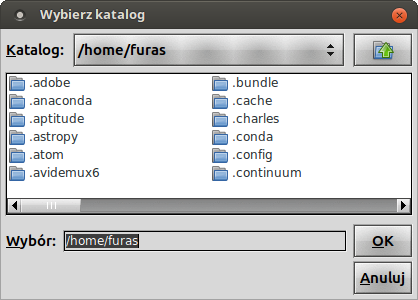 Wybierz katalog
Katalog: /home/furas
.adobe .bundle
.anaconda .cache
.aptitude .charles
.astropy .conda
.atom .config
.avidemux6 .continuum
Wybór: /home/furas OK
Anuluj